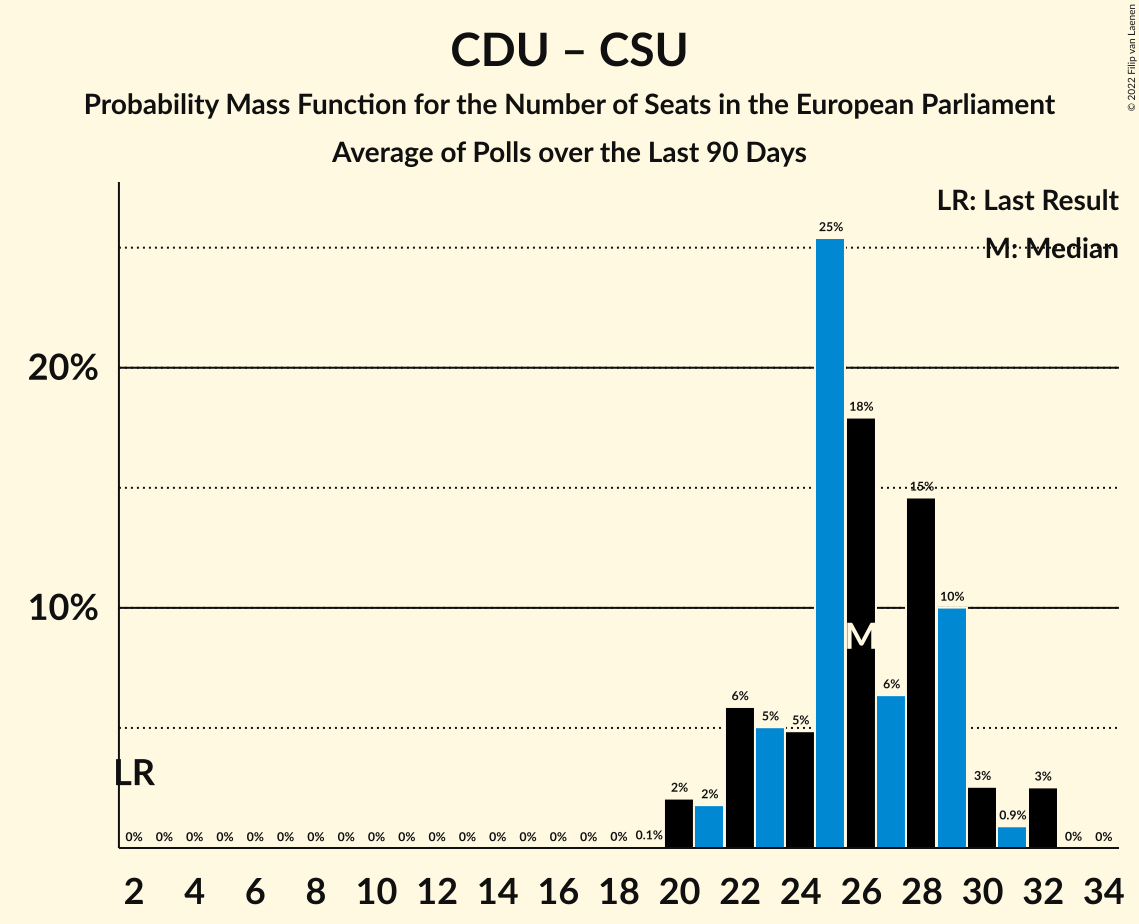 CDU – CSU
Probability Mass Function for the Number of Seats in the European Parliament
Average of Polls over the Last 90 Days
© 2022 Filip van Laenen
LR: Last Result
M: Median
20%
10%
25%
18%
15%
10%
6%
6%
5%
5%
M
LR
0% 0% 0% 0% 0% 0% 0% 0% 0% 0% 0% 0% 0% 0% 0% 0% 0% 0.1% 2% 2% 3% 0.9% 3% 0% 0%
2 4 6 8 10 12 14 16 18 20 22 24 26 28 30 32 34